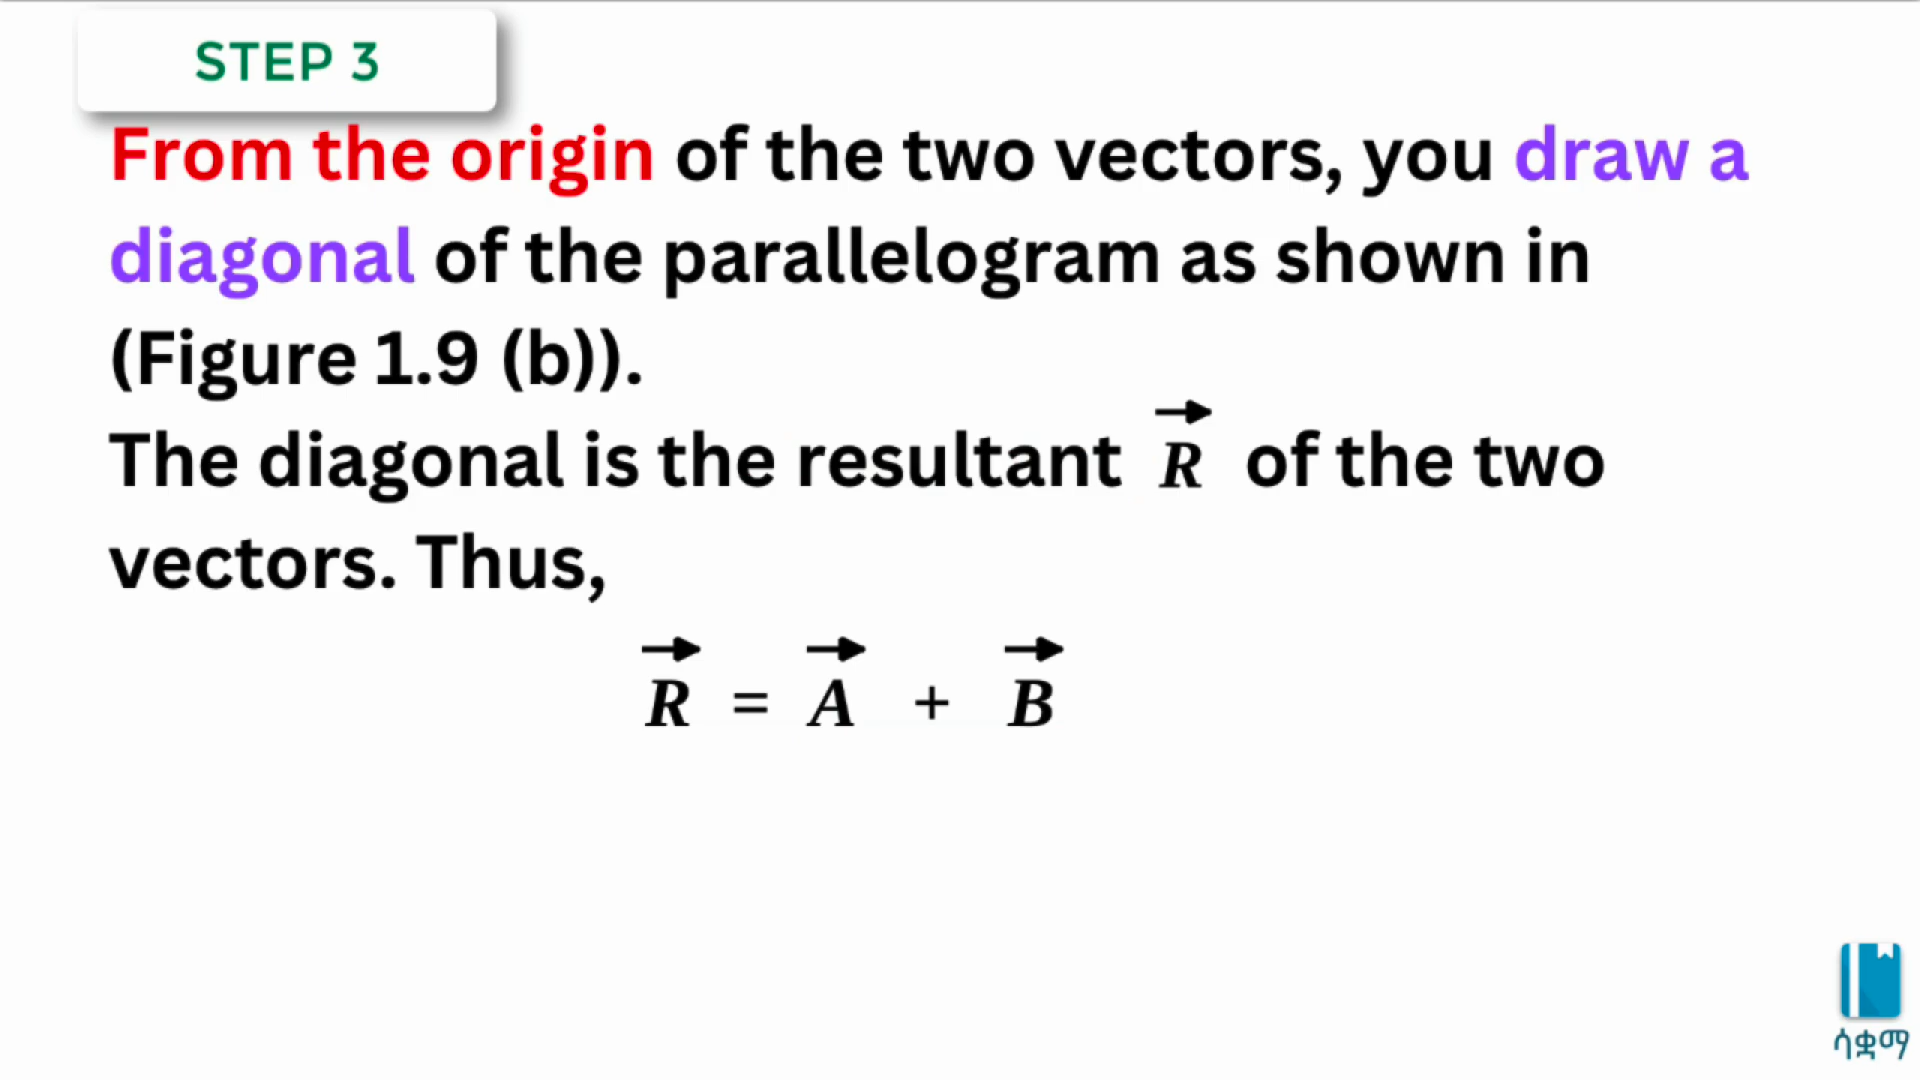 STEP 3
From the origin of the two vectors, you draw a
diagonal of the parallelogram as shown in
(Figure 1.9 (b)).
The diagonal is the resultant R⃗ of the two
vectors. Thus,
R⃗ = A⃗ + B⃗
ሳቋማ